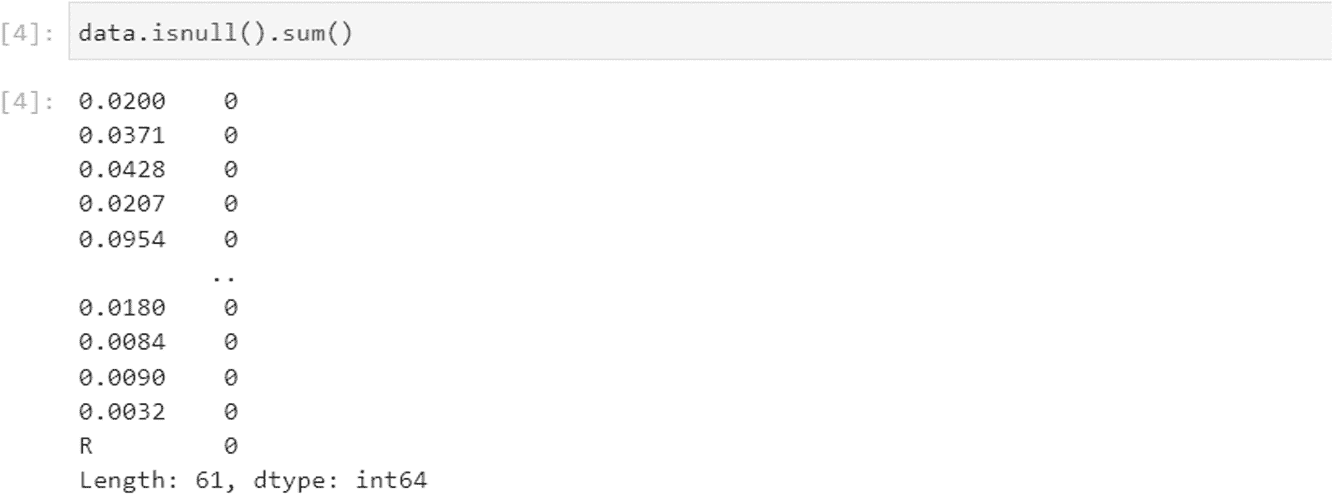 [4]: data.isnull().sum()
[4]: 0.0200 0
0.0371 0
0.0428 0
0.0207 0
0.0954 0
..
0.0180 0
0.0084 0
0.0090 0
0.0032 0
R 0
Length: 61, dtype: int64